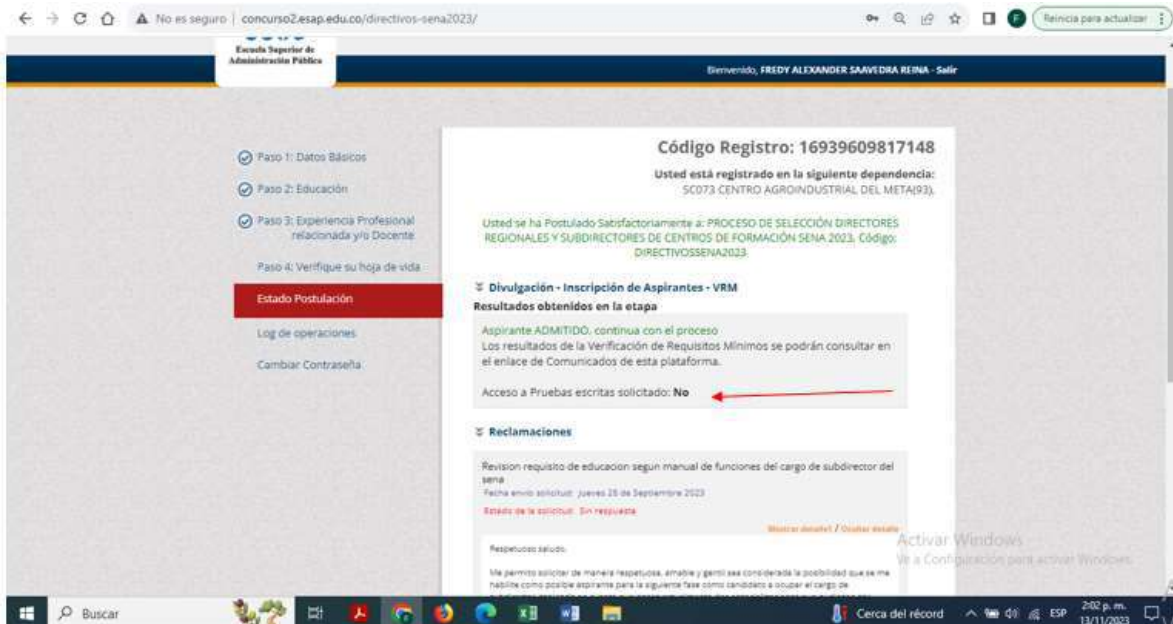 No es seguro | concurso2.esap.edu.co/directivos-sena2023/
Reinicia para actualizar
Escuela Superior de
Administración Pública
Bienvenido, FREDY ALEXANDER SAAVEDRA REINA - Salir
Paso 1: Datos Básicos
Paso 2: Educación
Paso 3: Experiencia Profesional
relacionada y/o Docente
Paso 4: Verifique su hoja de vida
Estado Postulación
Log de operaciones
Cambiar Contraseña
Código Registro: 16939609817148
Usted está registrado en la siguiente dependencia:
SC073 CENTRO AGROINDUSTRIAL DEL META(93).
Usted se ha Postulado Satisfactoriamente a: PROCESO DE SELECCIÓN DIRECTORES
REGIONALES Y SUBDIRECTORES DE CENTROS DE FORMACIÓN SENA 2023, Código:
DIRECTIVOSSENA2023.
Divulgación - Inscripción de Aspirantes - VRM
Resultados obtenidos en la etapa
Aspirante ADMITIDO, continua con el proceso
Los resultados de la Verificación de Requisitos Mínimos se podrán consultar en
el enlace de Comunicados de esta plataforma.
Acceso a Pruebas escritas solicitado: No
Reclamaciones
Revision requisito de educacion segun manual de funciones del cargo de subdirector del
sena
Fecha envio solicitud: Jueves 28 de Septiembre 2023
Estado de la solicitud: Sin respuesta
Mostrar detalle / Ocultar detalle
Respetuoso saludo.
Me permito solicitar de manera respetuosa, amable y gentil sea considerada la posibilidad que se me
habilite como posible aspirante para la siguiente fase como candidato a ocupar el cargo de
Activar Windows
Ve a Configuración para activar Windows.
Buscar
Cerca del récord
ESP
2:02 p. m.
13/11/2023